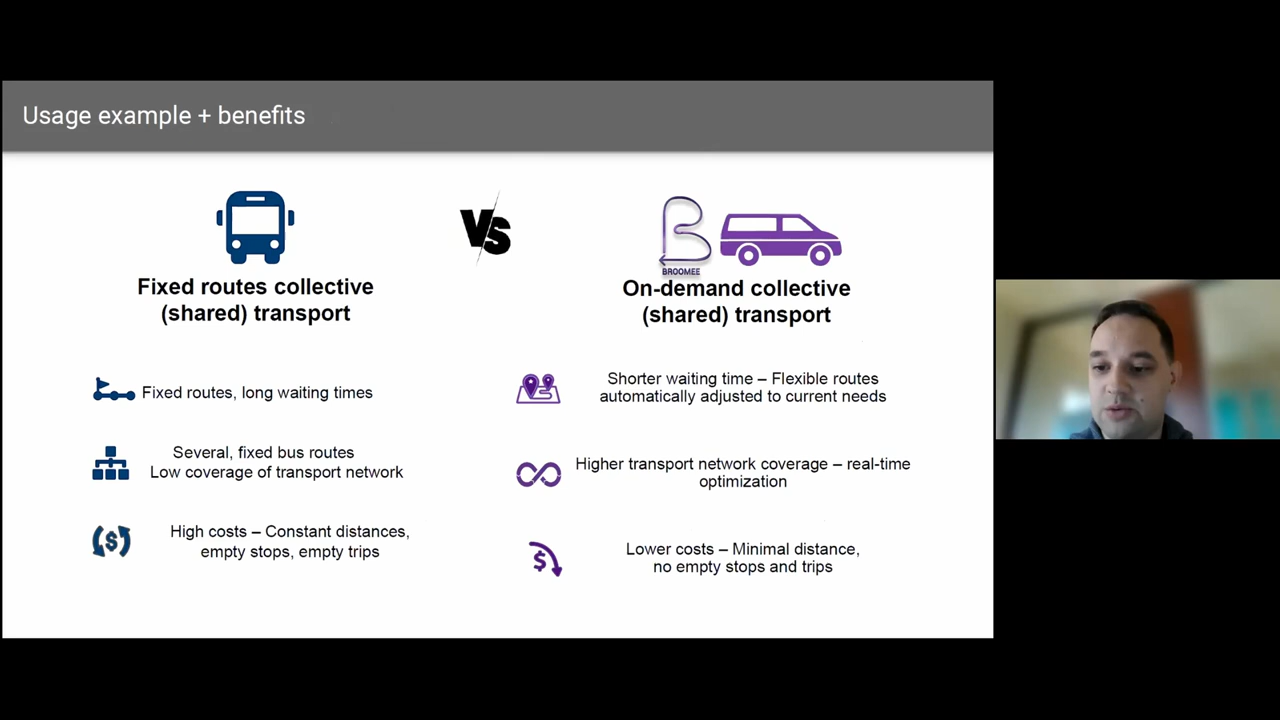 Usage example + benefits
VS
BROOMEE
Fixed routes collective
(shared) transport
On-demand collective
(shared) transport
Fixed routes, long waiting times
Several, fixed bus routes
Low coverage of transport network
High costs – Constant distances,
empty stops, empty trips
Shorter waiting time – Flexible routes
automatically adjusted to current needs
Higher transport network coverage – real-time
optimization
Lower costs – Minimal distance,
no empty stops and trips